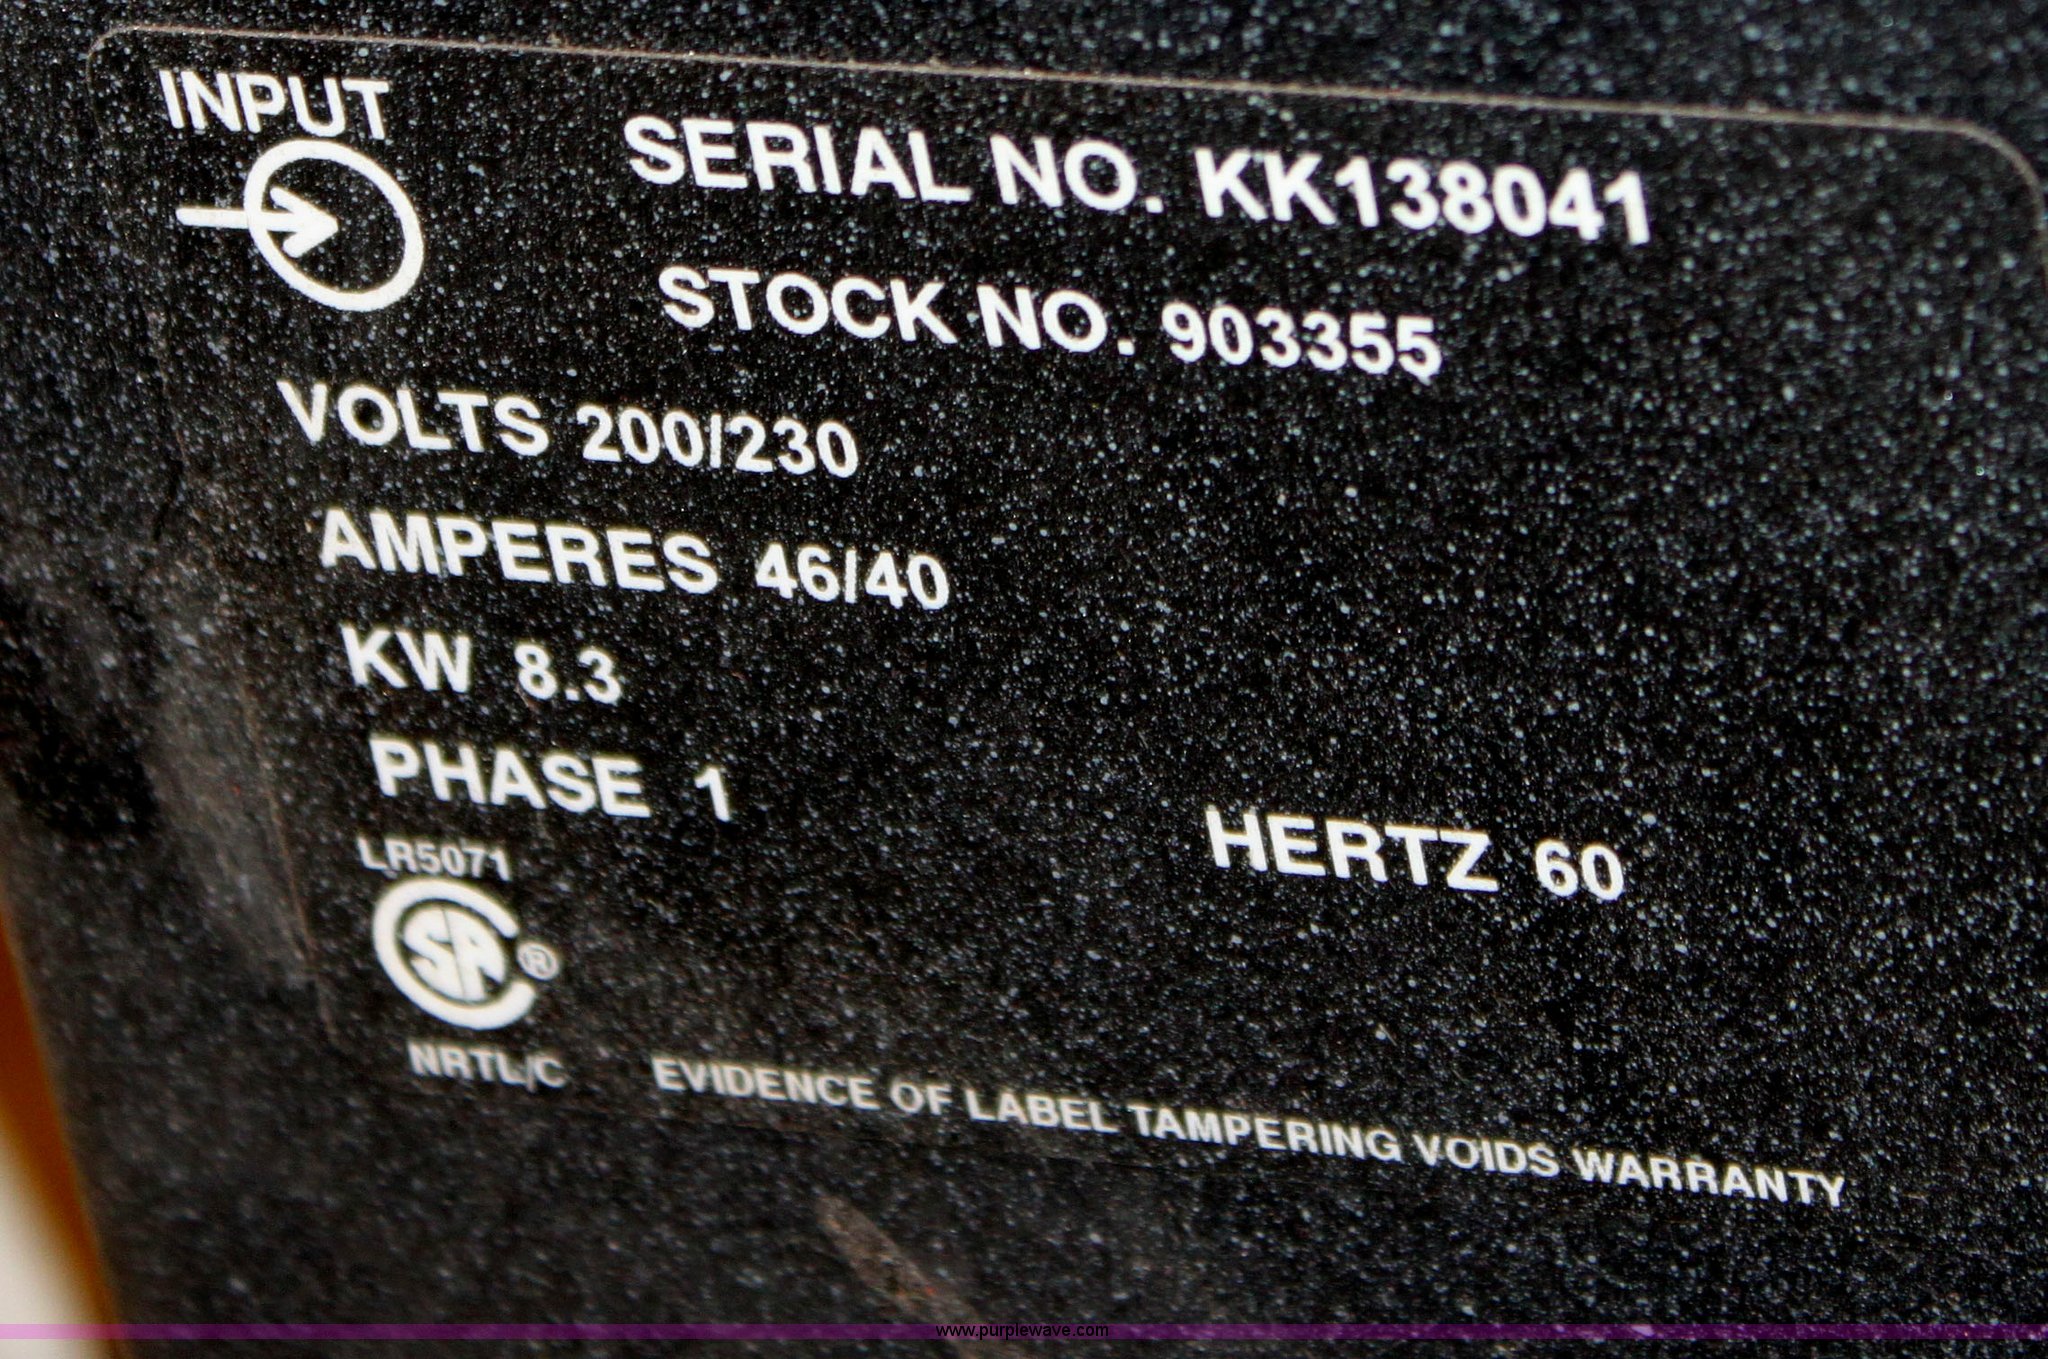 INPUT
SERIAL NO. KK138041
STOCK NO. 903355
VOLTS 200/230
AMPERES 46/40
KW 8.3
PHASE 1
HERTZ 60
LR5071
CSA®
NRTL/C
EVIDENCE OF LABEL TAMPERING VOIDS WARRANTY
www.purplewave.com